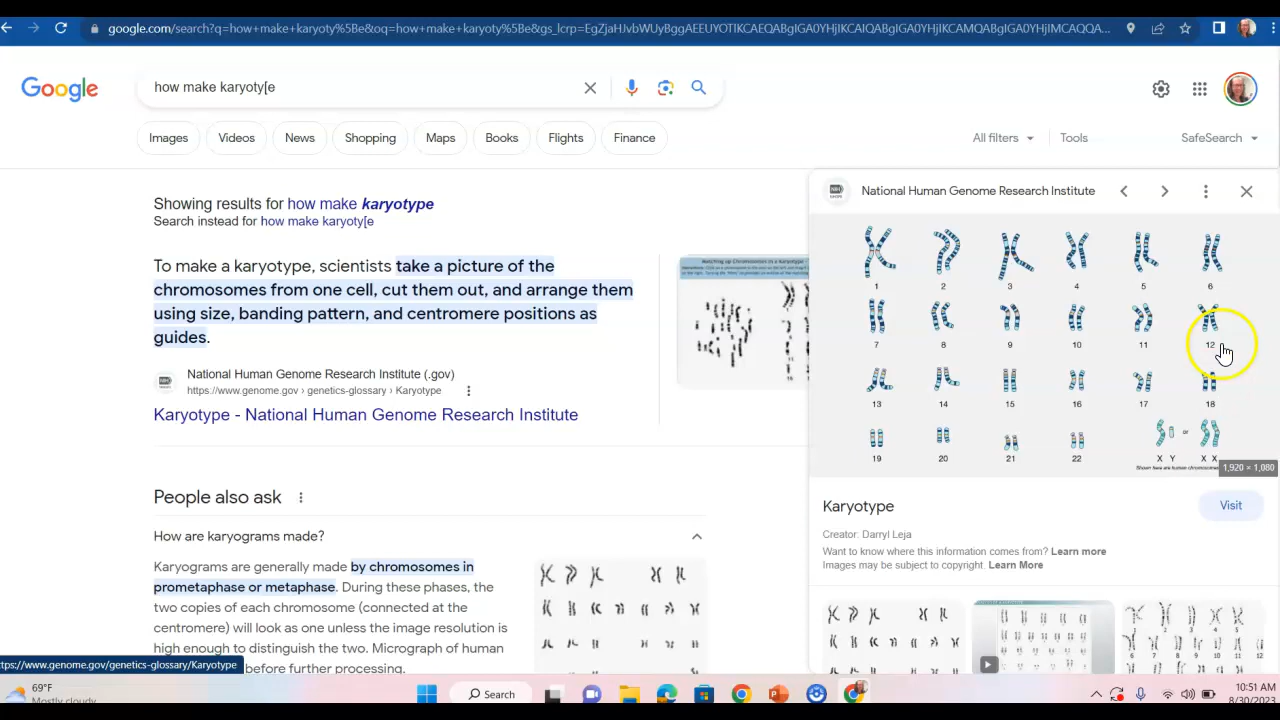 google.com/search?q=how+make+karyoty%5Be&oq=how+make+karyoty%5Be&gs_lcrp=EgZjaHJvbWUyBggAEEUYOTIKCAEQABgIGA0YHjIKCAIQABgIGA0YHjIKCAMQABgIGA0YHjIMCAQQA...
Google
how make karyoty[e
Images
Videos
News
Shopping
Maps
Books
Flights
Finance
All filters
Tools
SafeSearch
Showing results for how make karyotype
Search instead for how make karyoty[e
To make a karyotype, scientists take a picture of the
chromosomes from one cell, cut them out, and arrange them
using size, banding pattern, and centromere positions as
guides.
National Human Genome Research Institute (.gov)
https://www.genome.gov › genetics-glossary › Karyotype
Karyotype - National Human Genome Research Institute
People also ask
How are karyograms made?
Karyograms are generally made by chromosomes in
prometaphase or metaphase. During these phases, the
two copies of each chromosome (connected at the
centromere) will look as one unless the image resolution is
high enough to distinguish the two. Micrograph of human
before further processing.
ttps://www.genome.gov/genetics-glossary/Karyotype
National Human Genome Research Institute
1 2 3 4 5 6
7 8 9 10 11 12
13 14 15 16 17 18
or
19 20 21 22 X Y X X
Shown here are human chromosomes
1,920 × 1,080
Karyotype
Visit
Creator: Darryl Leja
Want to know where this information comes from? Learn more
Images may be subject to copyright. Learn More
69°F
Mostly cloudy
Search
10:51 AM
8/30/2023